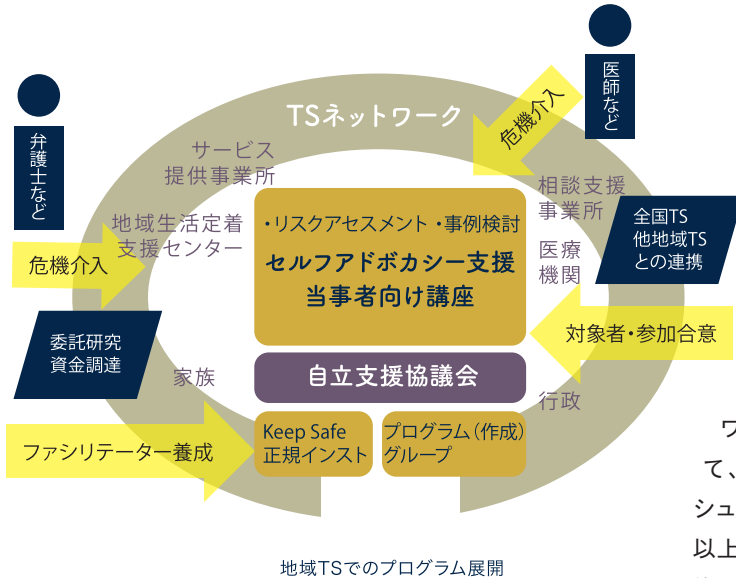 医師など
弁護士など
TSネットワーク
危機介入
サービス
提供事業所
相談支援
事業所
地域生活定着
支援センター
・リスクアセスメント ・事例検討
セルフアドボカシー支援
当事者向け講座
医療
機関
全国TS
他地域TS
との連携
危機介入
委託研究
資金調達
対象者・参加合意
家族
自立支援協議会
行政
ファシリテーター養成
Keep Safe
正規インスト
プログラム（作成）
グループ
ワ
て、
シュ
以上
地域TSでのプログラム展開